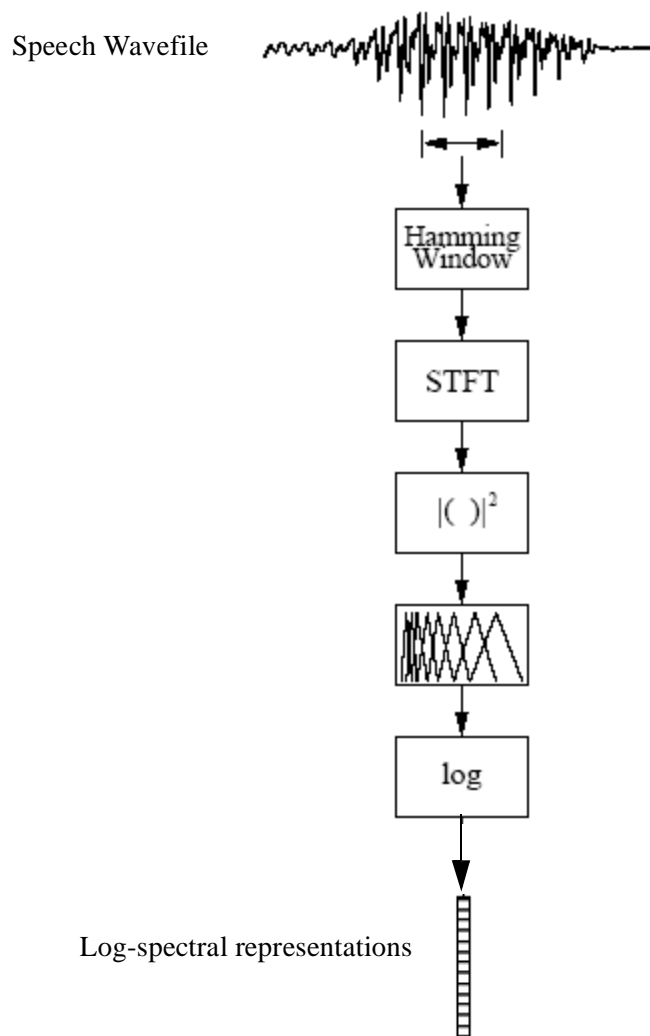 Speech Wavefile
Hamming
Window
STFT
|( )|²
log
Log-spectral representations